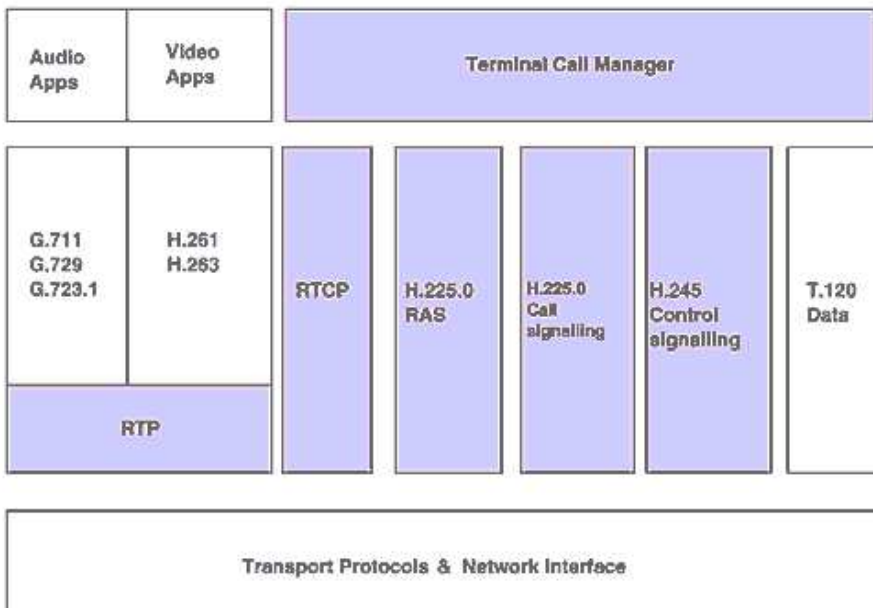 Audio
Apps
Video
Apps
Terminal Call Manager
G.711
G.729
G.723.1
H.261
H.263
RTP
RTCP
H.225.0
RAS
H.225.0
Call
signalling
H.245
Control
signalling
T.120
Data
Transport Protocols & Network Interface